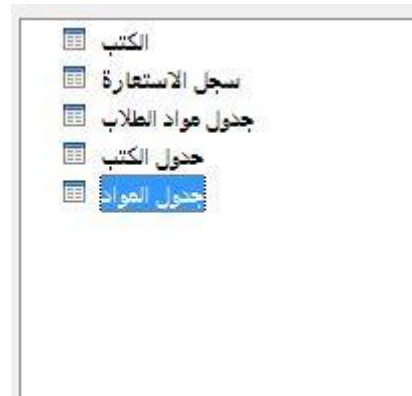 الكتب
سجل الاستعارة
جدول مواد الطلاب
حدول الكتب
جدول المواد